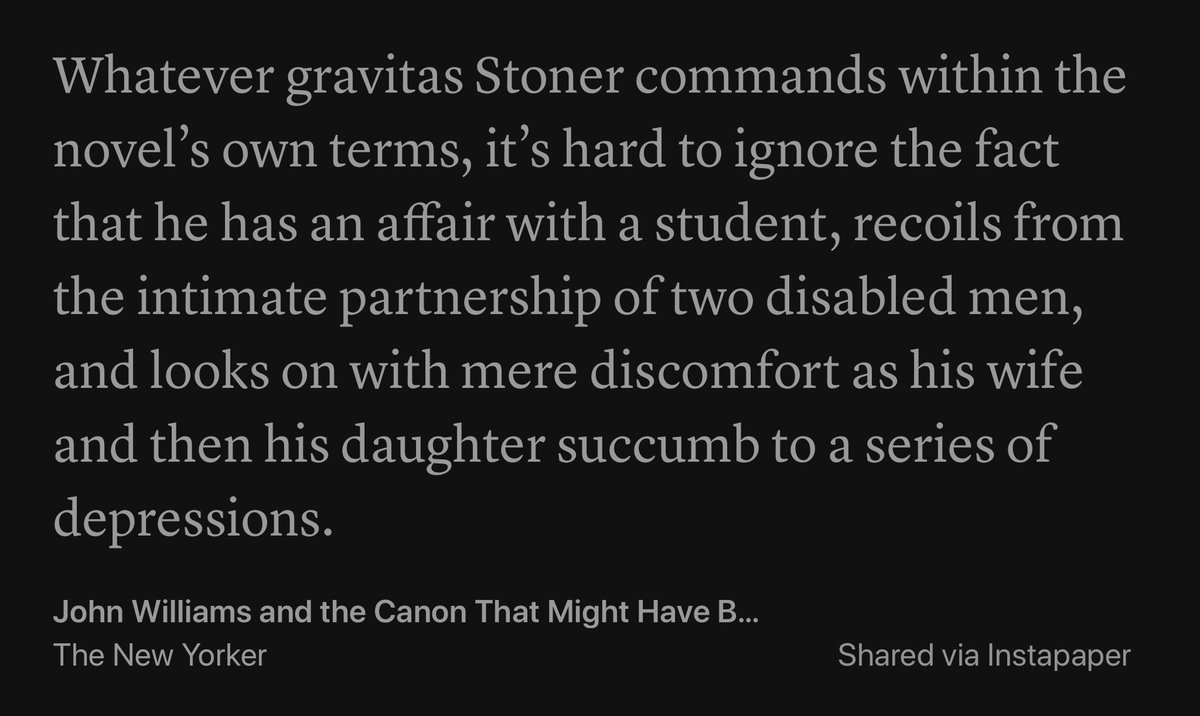 Whatever gravitas Stoner commands within the
novel’s own terms, it’s hard to ignore the fact
that he has an affair with a student, recoils from
the intimate partnership of two disabled men,
and looks on with mere discomfort as his wife
and then his daughter succumb to a series of
depressions.
John Williams and the Canon That Might Have B...
The New Yorker
Shared via Instapaper